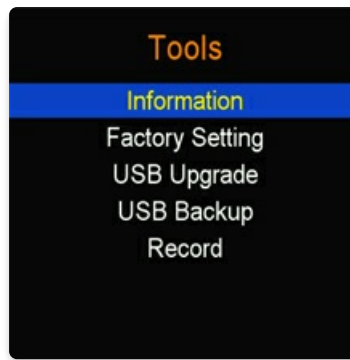 Tools
Information
Factory Setting
USB Upgrade
USB Backup
Record